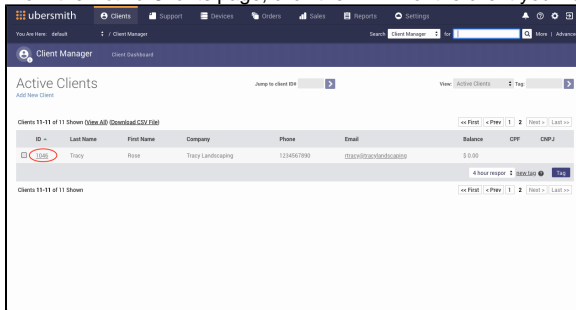 ubersmith Clients Support Devices Orders Sales Reports Settings
You Are Here: default / Client Manager Search Client Manager for More | Advance
Client Manager Client Dashboard
Active Clients Jump to client ID# View: Active Clients Tag:
Add New Client
Clients 11-11 of 11 Shown (View All) (Download CSV File) << First < Prev 1 2 Next > Last >>
ID Last Name First Name Company Phone Email Balance CPF CNPJ
1046 Tracy Rose Tracy Landscaping 1234567890 rtracy@tracylandscaping $ 0.00
4 hour respor new tag Tag
Clients 11-11 of 11 Shown << First < Prev 1 2 Next > Last >>